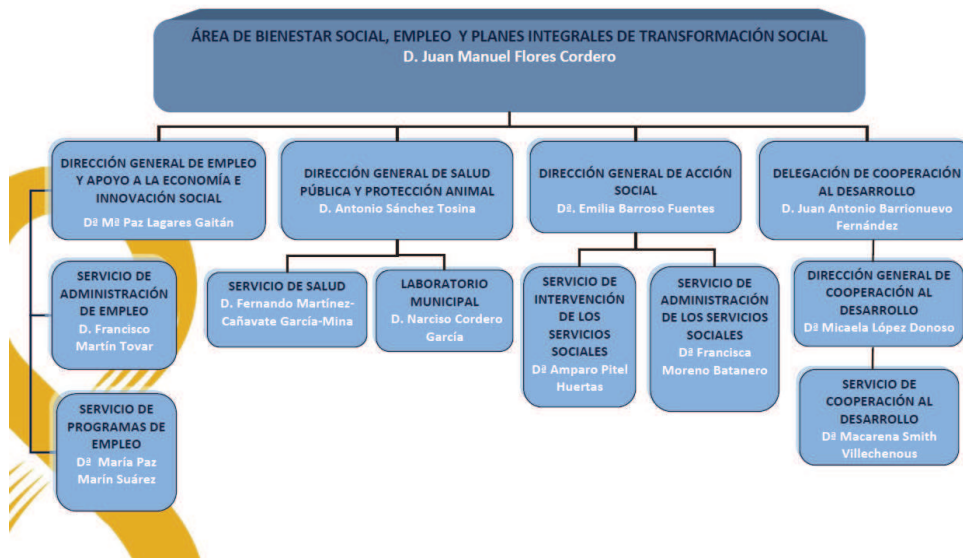 ÁREA DE BIENESTAR SOCIAL, EMPLEO Y PLANES INTEGRALES DE TRANSFORMACIÓN SOCIAL
D. Juan Manuel Flores Cordero
DIRECCIÓN GENERAL DE EMPLEO
Y APOYO A LA ECONOMÍA E
INNOVACIÓN SOCIAL
Dª Mª Paz Lagares Gaitán
DIRECCIÓN GENERAL DE SALUD
PÚBLICA Y PROTECCIÓN ANIMAL
D. Antonio Sánchez Tosina
DIRECCIÓN GENERAL DE ACCIÓN
SOCIAL
Dª. Emilia Barroso Fuentes
DELEGACIÓN DE COOPERACIÓN
AL DESARROLLO
D. Juan Antonio Barrionuevo
Fernández
SERVICIO DE
ADMINISTRACIÓN
DE EMPLEO
D. Francisco
Martín Tovar
SERVICIO DE SALUD
D. Fernando Martínez-
Cañavate García-Mina
LABORATORIO
MUNICIPAL
D. Narciso Cordero
García
SERVICIO DE
INTERVENCIÓN
DE LOS
SERVICIOS
SOCIALES
Dª Amparo Pitel
Huertas
SERVICIO DE
ADMINISTRACIÓN
DE LOS SERVICIOS
SOCIALES
Dª Francisca
Moreno Batanero
DIRECCIÓN GENERAL DE
COOPERACIÓN AL
DESARROLLO
Dª Micaela López Donoso
SERVICIO DE
PROGRAMAS DE
EMPLEO
Dª María Paz
Marín Suárez
SERVICIO DE
COOPERACIÓN AL
DESARROLLO
Dª Macarena Smith
Villechenous